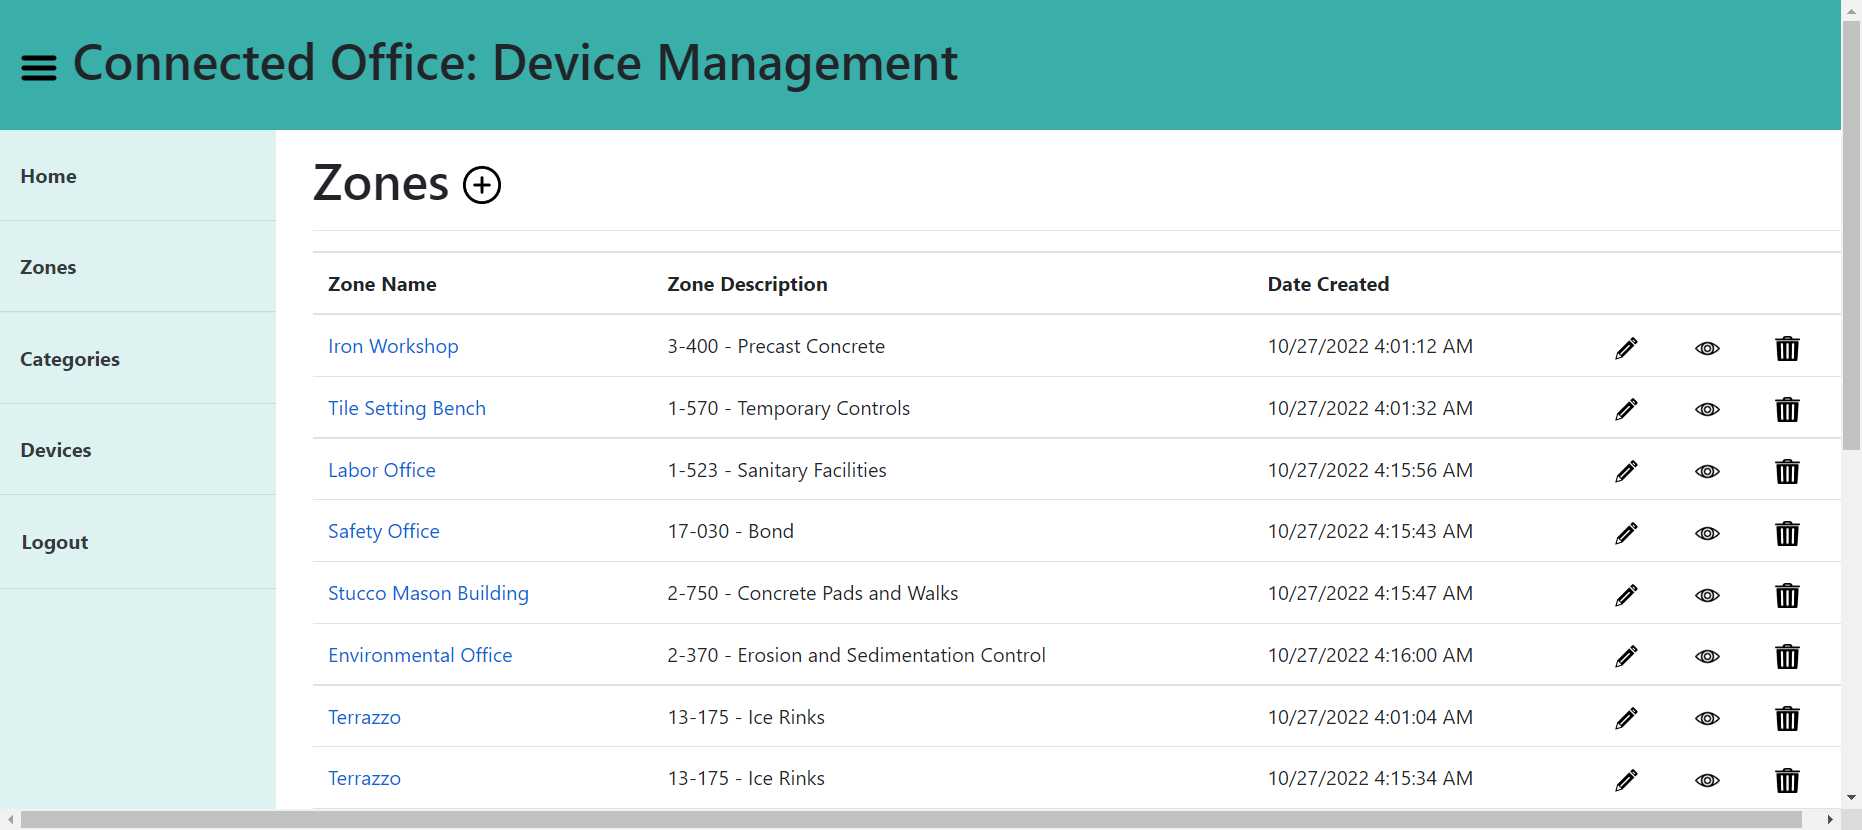 Connected Office: Device Management
Home
Zones
Categories
Devices
Logout
Zones
Zone Name Zone Description Date Created
Iron Workshop 3-400 - Precast Concrete 10/27/2022 4:01:12 AM
Tile Setting Bench 1-570 - Temporary Controls 10/27/2022 4:01:32 AM
Labor Office 1-523 - Sanitary Facilities 10/27/2022 4:15:56 AM
Safety Office 17-030 - Bond 10/27/2022 4:15:43 AM
Stucco Mason Building 2-750 - Concrete Pads and Walks 10/27/2022 4:15:47 AM
Environmental Office 2-370 - Erosion and Sedimentation Control 10/27/2022 4:16:00 AM
Terrazzo 13-175 - Ice Rinks 10/27/2022 4:01:04 AM
Terrazzo 13-175 - Ice Rinks 10/27/2022 4:15:34 AM